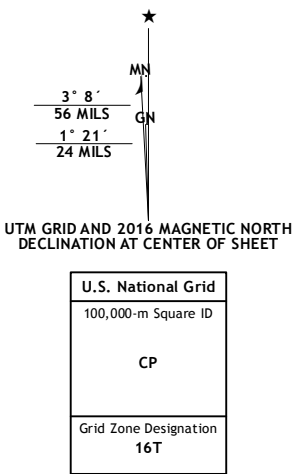 MN
3° 8´
56 MILS
GN
1° 21´
24 MILS
UTM GRID AND 2016 MAGNETIC NORTH
DECLINATION AT CENTER OF SHEET
U.S. National Grid
100,000-m Square ID
CP
Grid Zone Designation
16T